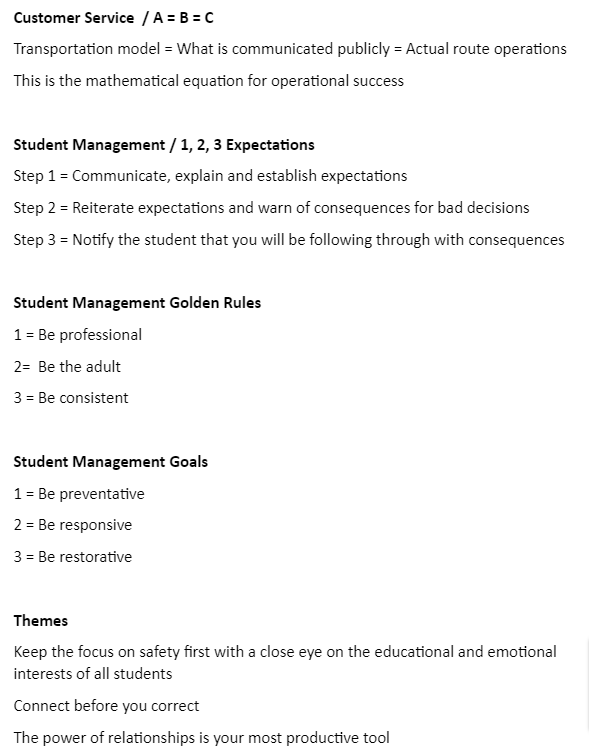 Customer Service / A = B = C
Transportation model = What is communicated publicly = Actual route operations
This is the mathematical equation for operational success
Student Management / 1, 2, 3 Expectations
Step 1 = Communicate, explain and establish expectations
Step 2 = Reiterate expectations and warn of consequences for bad decisions
Step 3 = Notify the student that you will be following through with consequences
Student Management Golden Rules
1 = Be professional
2= Be the adult
3 = Be consistent
Student Management Goals
1 = Be preventative
2 = Be responsive
3 = Be restorative
Themes
Keep the focus on safety first with a close eye on the educational and emotional
interests of all students
Connect before you correct
The power of relationships is your most productive tool